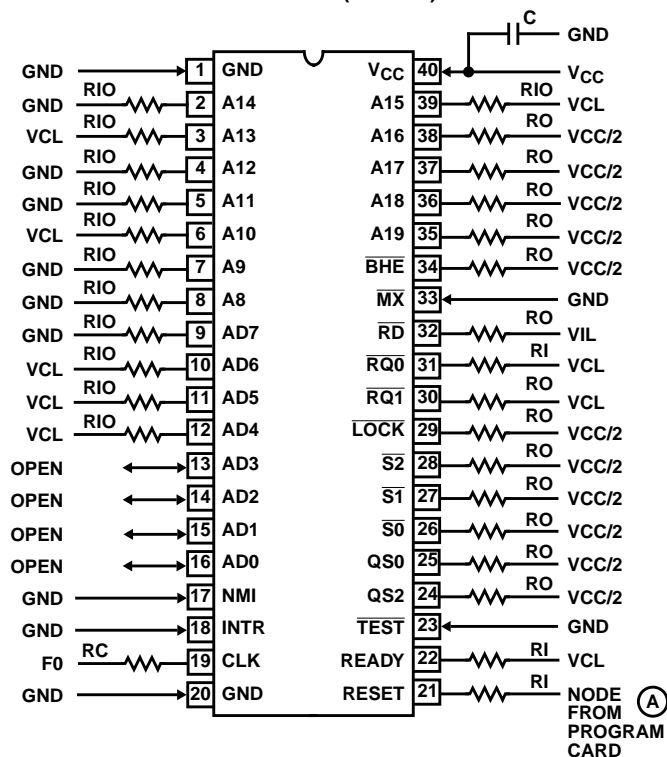 C GND
GND 1 GND VCC 40 VCC
GND RIO 2 A14 A15 39 RIO VCL
VCL RIO 3 A13 A16 38 RO VCC/2
GND RIO 4 A12 A17 37 RO VCC/2
GND RIO 5 A11 A18 36 RO VCC/2
VCL RIO 6 A10 A19 35 RO VCC/2
GND RIO 7 A9 BHE 34 RO VCC/2
GND RIO 8 A8 MX 33 GND
GND RIO 9 AD7 RD 32 RO VIL
VCL RIO 10 AD6 RQ0 31 RI VCL
VCL RIO 11 AD5 RQ1 30 RO VCL
VCL RIO 12 AD4 LOCK 29 RO VCC/2
OPEN 13 AD3 S2 28 RO VCC/2
OPEN 14 AD2 S1 27 RO VCC/2
OPEN 15 AD1 S0 26 RO VCC/2
OPEN 16 AD0 QS0 25 RO VCC/2
GND 17 NMI QS2 24 RO VCC/2
GND 18 INTR TEST 23 GND
F0 RC 19 CLK READY 22 RI VCL
GND 20 GND RESET 21 RI NODE A
FROM
PROGRAM
CARD